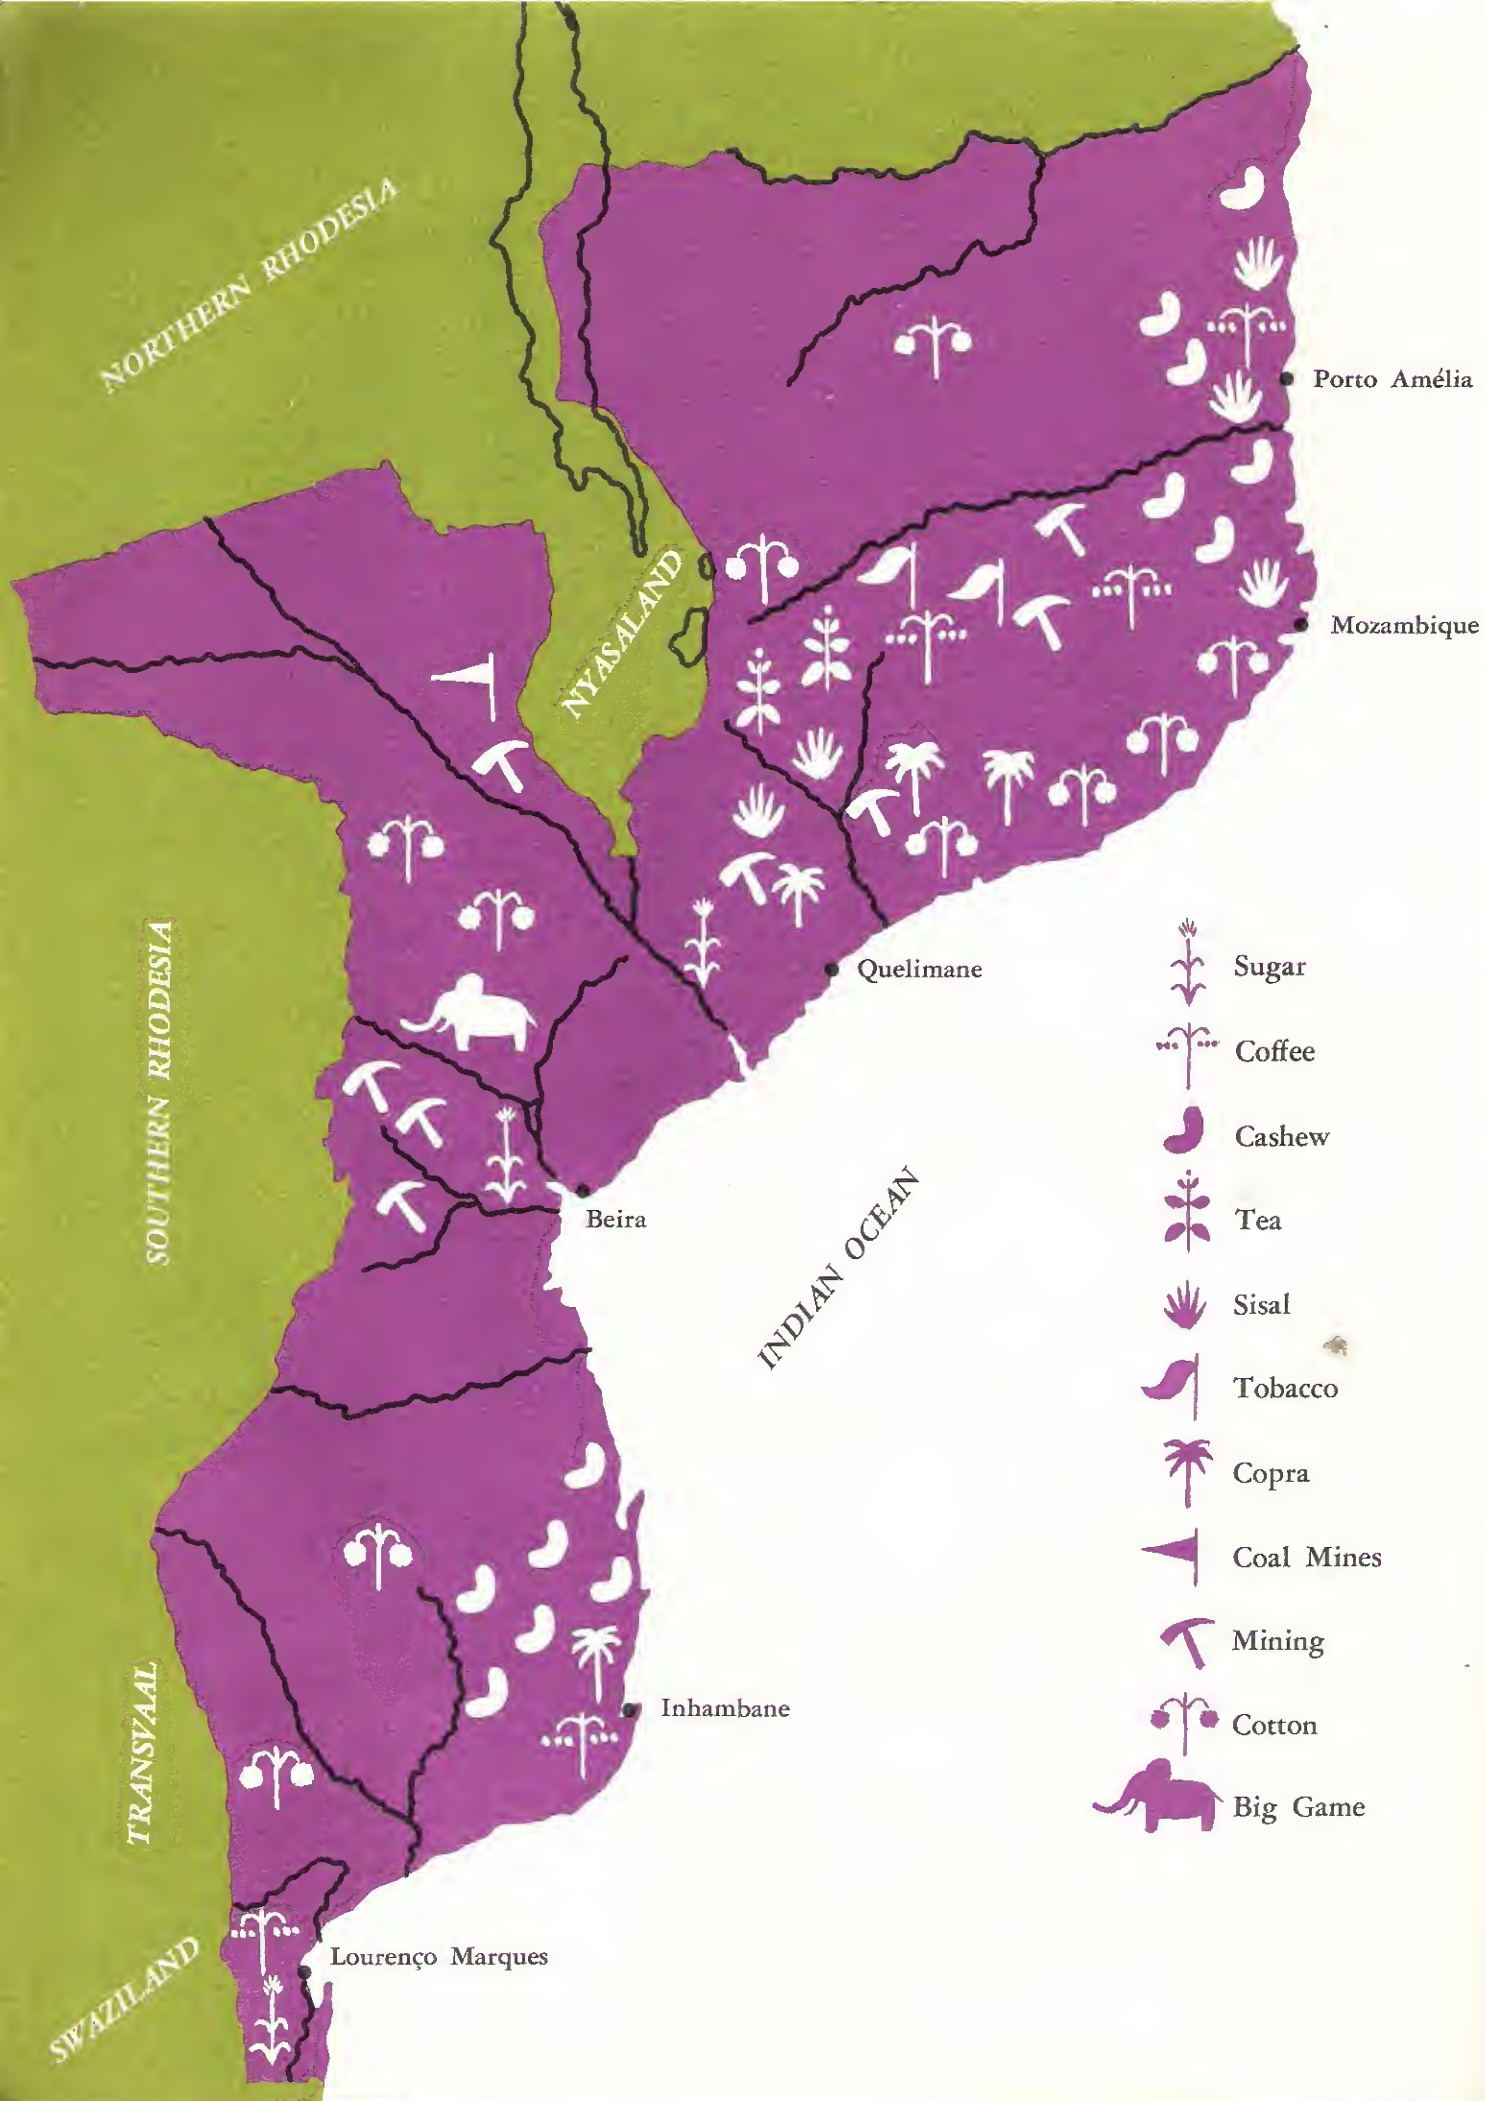 NORTHERN RHODESIA
Porto Amélia
NYASALAND
Mozambique
SOUTHERN RHODESIA
Quelimane
Beira
INDIAN OCEAN
Sugar
Coffee
Cashew
Tea
Sisal
Tobacco
Copra
Coal Mines
Mining
Cotton
Big Game
TRANSVAAL
Inhambane
SWAZILAND
Lourenço Marques